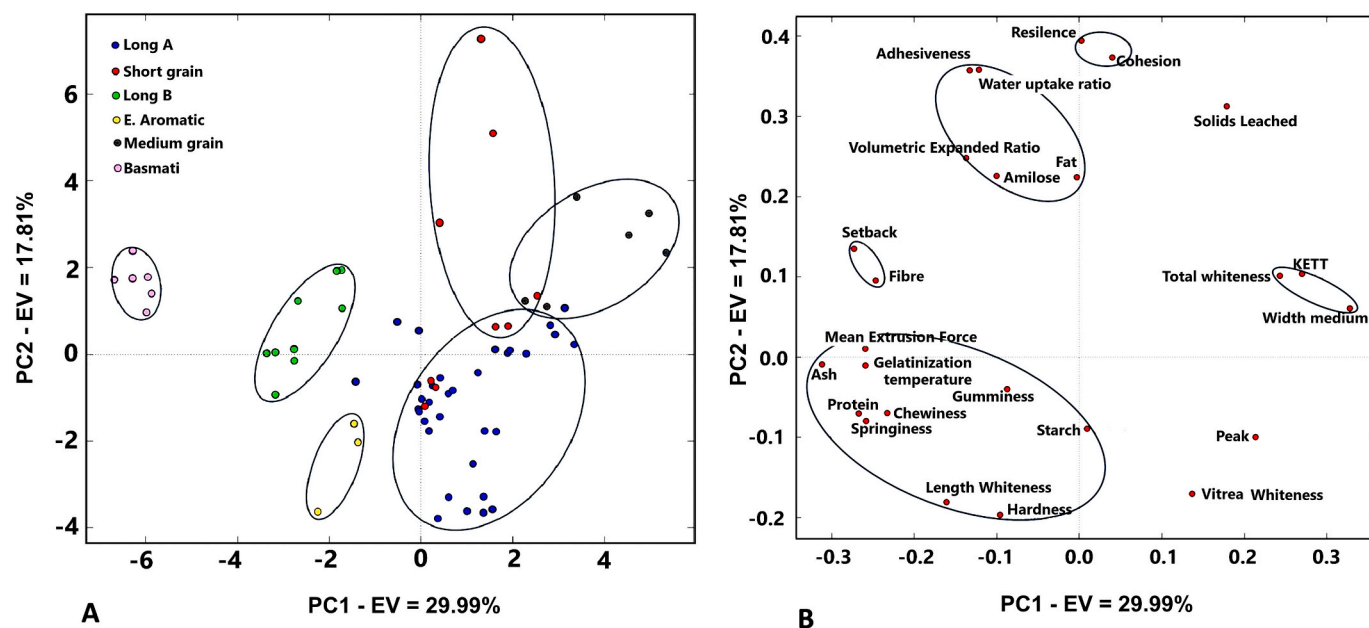 Long A
Short grain
Long B
E. Aromatic
Medium grain
Basmati
6
4
2
0
-2
-4
-6
-4
-2
0
2
4
PC2 - EV = 17.81%
PC1 - EV = 29.99%
A
Resilence
Cohesion
Adhesiveness
Water uptake ratio
Solids Leached
Volumetric Expanded Ratio
Fat
Amilose
Setback
Fibre
Total whiteness
KETT
Width medium
Mean Extrusion Force
Ash
Gelatinization
temperature
Gumminess
Protein
Chewiness
Springiness
Starch
Peak
Length Whiteness
Hardness
Vitrea Whiteness
0.4
0.3
0.2
0.1
0.0
-0.1
-0.2
-0.3
-0.2
-0.1
0.0
0.1
0.2
0.3
PC2 - EV = 17.81%
PC1 - EV = 29.99%
B